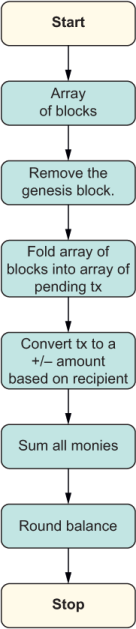 Start
Array
of blocks
Remove the
genesis block.
Fold array of
blocks into array of
pending tx
Convert tx to a
+/– amount
based on recipient
Sum all monies
Round balance
Stop